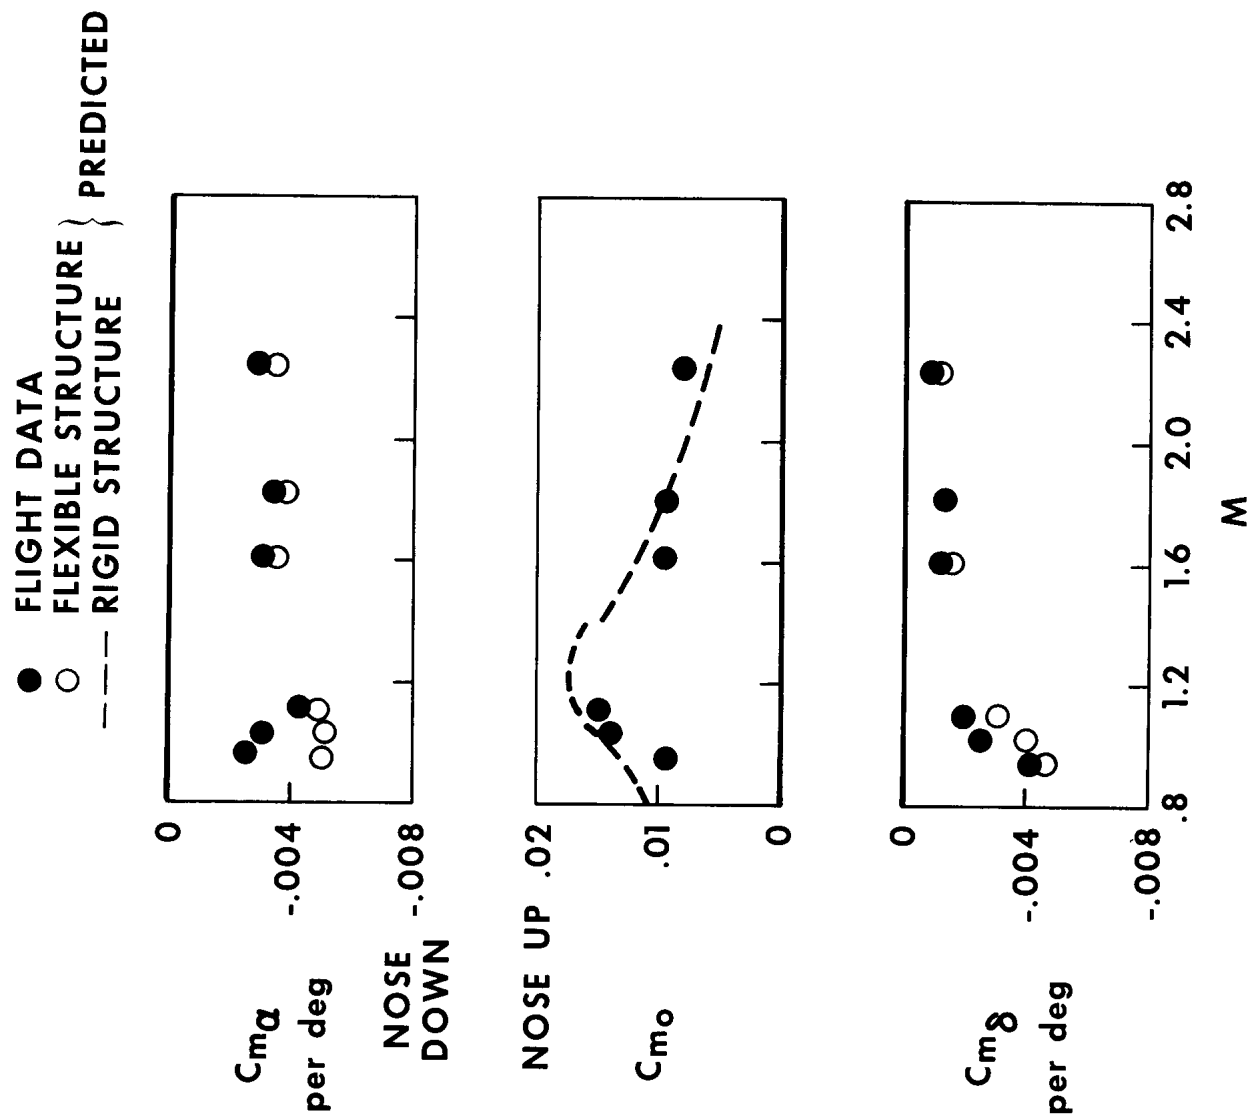 FLIGHT DATA
FLEXIBLE STRUCTURE
RIGID STRUCTURE
} PREDICTED
0
Cmα
per deg
-.004
NOSE
DOWN
-.008
NOSE UP .02
Cmo
.01
0
0
Cmδ
per deg
-.004
-.008
.8 1.2 1.6 2.0 2.4 2.8
M